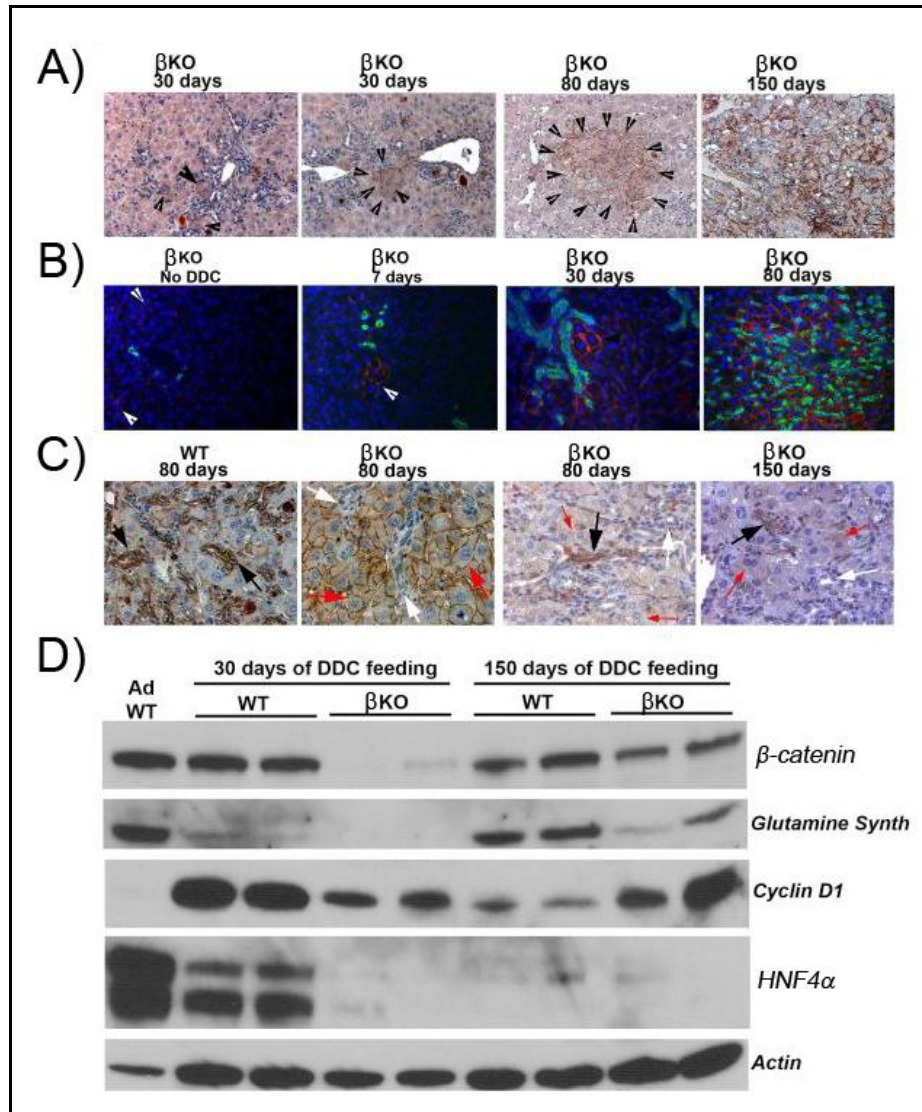 A)
βKO
30 days
βKO
30 days
βKO
80 days
βKO
150 days
B)
βKO
No DDC
βKO
7 days
βKO
30 days
βKO
80 days
C)
WT
80 days
βKO
80 days
βKO
80 days
βKO
150 days
D)
Ad
WT
30 days of DDC feeding
WT
βKO
150 days of DDC feeding
WT
βKO
β-catenin
Glutamine Synth
Cyclin D1
HNF4α
Actin